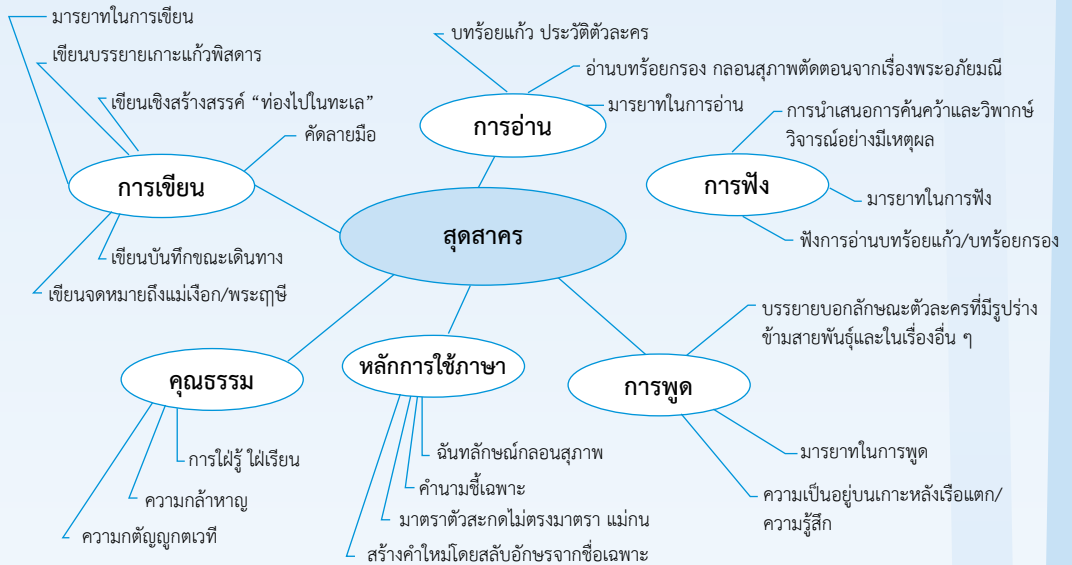 มารยาทในการเขียน
เขียนบรรยายเกาะแก้วพิสดาร
เขียนเชิงสร้างสรรค์ “ท่องไปในทะเล”
คัดลายมือ
การเขียน
เขียนบันทึกขณะเดินทาง
เขียนจดหมายถึงแม่เงือก/พระฤๅษี
บทร้อยแก้ว ประวัติตัวละคร
อ่านบทร้อยกรอง กลอนสุภาพตัดตอนจากเรื่องพระอภัยมณี
มารยาทในการอ่าน
การอ่าน
การนำเสนอการค้นคว้าและวิพากษ์
วิจารณ์อย่างมีเหตุผล
การฟัง
มารยาทในการฟัง
ฟังการอ่านบทร้อยแก้ว/บทร้อยกรอง
สุดสาคร
คุณธรรม
การใฝ่รู้ ใฝ่เรียน
ความกล้าหาญ
ความกตัญญูกตเวที
หลักการใช้ภาษา
ฉันทลักษณ์กลอนสุภาพ
คำนามชี้เฉพาะ
มาตราตัวสะกดไม่ตรงมาตรา แม่กน
สร้างคำใหม่โดยสลับอักษรจากชื่อเฉพาะ
บรรยายบอกลักษณะตัวละครที่มีรูปร่าง
ข้ามสายพันธุ์และในเรื่องอื่น ๆ
การพูด
มารยาทในการพูด
ความเป็นอยู่บนเกาะหลังเรือแตก/
ความรู้สึก